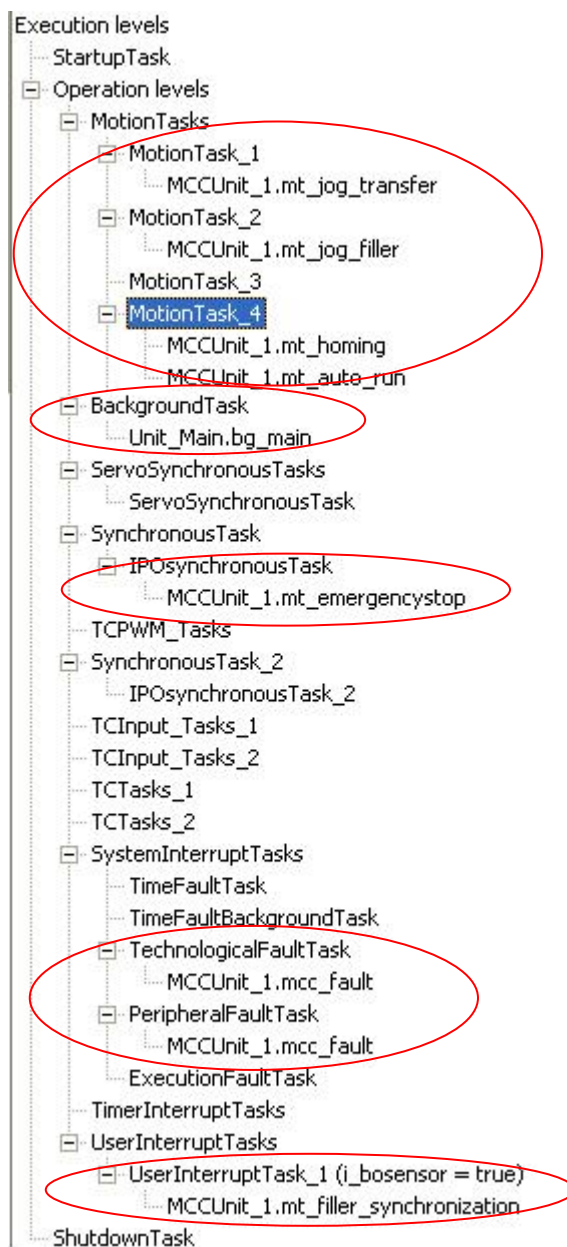 Execution levels
StartupTask
Operation levels
MotionTasks
MotionTask_1
MCCUnit_1.mt_jog_transfer
MotionTask_2
MCCUnit_1.mt_jog_filler
MotionTask_3
MotionTask_4
MCCUnit_1.mt_homing
MCCUnit_1.mt_auto_run
BackgroundTask
Unit_Main.bg_main
ServoSynchronousTasks
ServoSynchronousTask
SynchronousTask
IPOsynchronousTask
MCCUnit_1.mt_emergencystop
TCPWM_Tasks
SynchronousTask_2
IPOsynchronousTask_2
TCInput_Tasks_1
TCInput_Tasks_2
TCTasks_1
TCTasks_2
SystemInterruptTasks
TimeFaultTask
TimeFaultBackgroundTask
TechnologicalFaultTask
MCCUnit_1.mcc_fault
PeripheralFaultTask
MCCUnit_1.mcc_fault
ExecutionFaultTask
TimerInterruptTasks
UserInterruptTasks
UserInterruptTask_1 (i_bosensor = true)
MCCUnit_1.mt_filler_synchronization
ShutdownTask